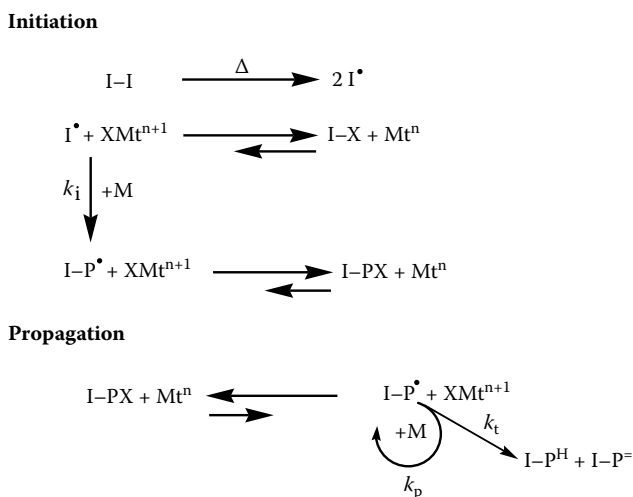 Initiation
Δ
I–I 2 I•
I• + XMtⁿ⁺¹ I–X + Mtⁿ
kᵢ +M
I–P• + XMtⁿ⁺¹ I–PX + Mtⁿ
Propagation
I–PX + Mtⁿ I–P• + XMtⁿ⁺¹
+M kₜ
I–Pᴴ + I–P⁼
kₚ